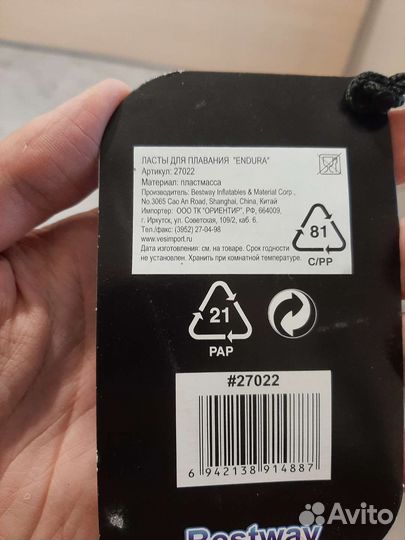 ЛАСТЫ ДЛЯ ПЛАВАНИЯ "ENDURA"
Артикул: 27022
Материал: пластмасса
Производитель: Bestway Inflatables & Material Corp.,
No.3065 Cao An Road, Shanghai, China, Китай
Импортер: ООО ТК "ОРИЕНТИР", РФ, 664009,
г. Иркутск, ул. Советская, 109/2, каб. 6.
Тел./факс: (3952) 27-04-98
www.vesimport.ru
Дата изготовления: см. на товаре. Срок годности
не установлен. Хранить при комнатной температуре.
81
C/PP
21
PAP
#27022
6 942138 914887
Bestway
Avito